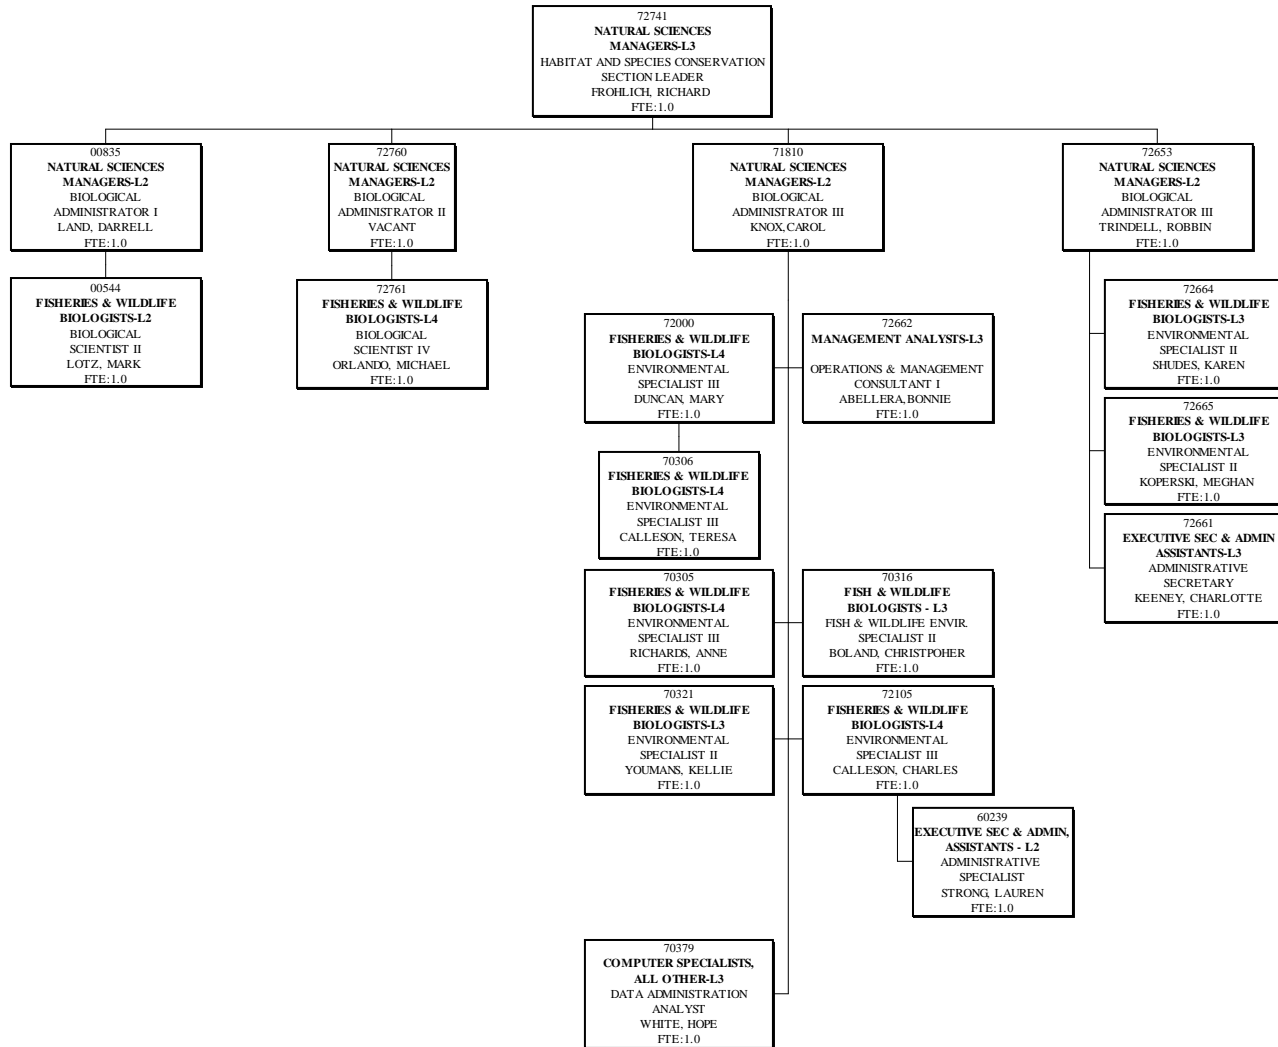 72741
NATURAL SCIENCES
MANAGERS-L3
HABITAT AND SPECIES CONSERVATION
SECTION LEADER
FROHLICH, RICHARD
FTE:1.0
00835
NATURAL SCIENCES
MANAGERS-L2
BIOLOGICAL
ADMINISTRATOR I
LAND, DARRELL
FTE:1.0
72760
NATURAL SCIENCES
MANAGERS-L2
BIOLOGICAL
ADMINISTRATOR II
VACANT
FTE:1.0
71810
NATURAL SCIENCES
MANAGERS-L2
BIOLOGICAL
ADMINISTRATOR III
KNOX,CAROL
FTE:1.0
72653
NATURAL SCIENCES
MANAGERS-L2
BIOLOGICAL
ADMINISTRATOR III
TRINDELL, ROBBIN
FTE:1.0
00544
FISHERIES & WILDLIFE
BIOLOGISTS-L2
BIOLOGICAL
SCIENTIST II
LOTZ, MARK
FTE:1.0
72761
FISHERIES & WILDLIFE
BIOLOGISTS-L4
BIOLOGICAL
SCIENTIST IV
ORLANDO, MICHAEL
FTE:1.0
72000
FISHERIES & WILDLIFE
BIOLOGISTS-L4
ENVIRONMENTAL
SPECIALIST III
DUNCAN, MARY
FTE:1.0
72662
MANAGEMENT ANALYSTS-L3
OPERATIONS & MANAGEMENT
CONSULTANT I
ABELLERA,BONNIE
FTE:1.0
72664
FISHERIES & WILDLIFE
BIOLOGISTS-L3
ENVIRONMENTAL
SPECIALIST II
SHUDES, KAREN
FTE:1.0
72665
FISHERIES & WILDLIFE
BIOLOGISTS-L3
ENVIRONMENTAL
SPECIALIST II
KOPERSKI, MEGHAN
FTE:1.0
70306
FISHERIES & WILDLIFE
BIOLOGISTS-L4
ENVIRONMENTAL
SPECIALIST III
CALLESON, TERESA
FTE:1.0
72661
EXECUTIVE SEC & ADMIN
ASSISTANTS-L3
ADMINISTRATIVE
SECRETARY
KEENEY, CHARLOTTE
FTE:1.0
70305
FISHERIES & WILDLIFE
BIOLOGISTS-L4
ENVIRONMENTAL
SPECIALIST III
RICHARDS, ANNE
FTE:1.0
70316
FISH & WILDLIFE
BIOLOGISTS - L3
FISH & WILDLIFE ENVIR.
SPECIALIST II
BOLAND, CHRISTPOHER
FTE:1.0
70321
FISHERIES & WILDLIFE
BIOLOGISTS-L3
ENVIRONMENTAL
SPECIALIST II
YOUMANS, KELLIE
FTE:1.0
72105
FISHERIES & WILDLIFE
BIOLOGISTS-L4
ENVIRONMENTAL
SPECIALIST III
CALLESON, CHARLES
FTE:1.0
60239
EXECUTIVE SEC & ADMIN,
ASSISTANTS - L2
ADMINISTRATIVE
SPECIALIST
STRONG, LAUREN
FTE:1.0
70379
COMPUTER SPECIALISTS,
ALL OTHER-L3
DATA ADMINISTRATION
ANALYST
WHITE, HOPE
FTE:1.0